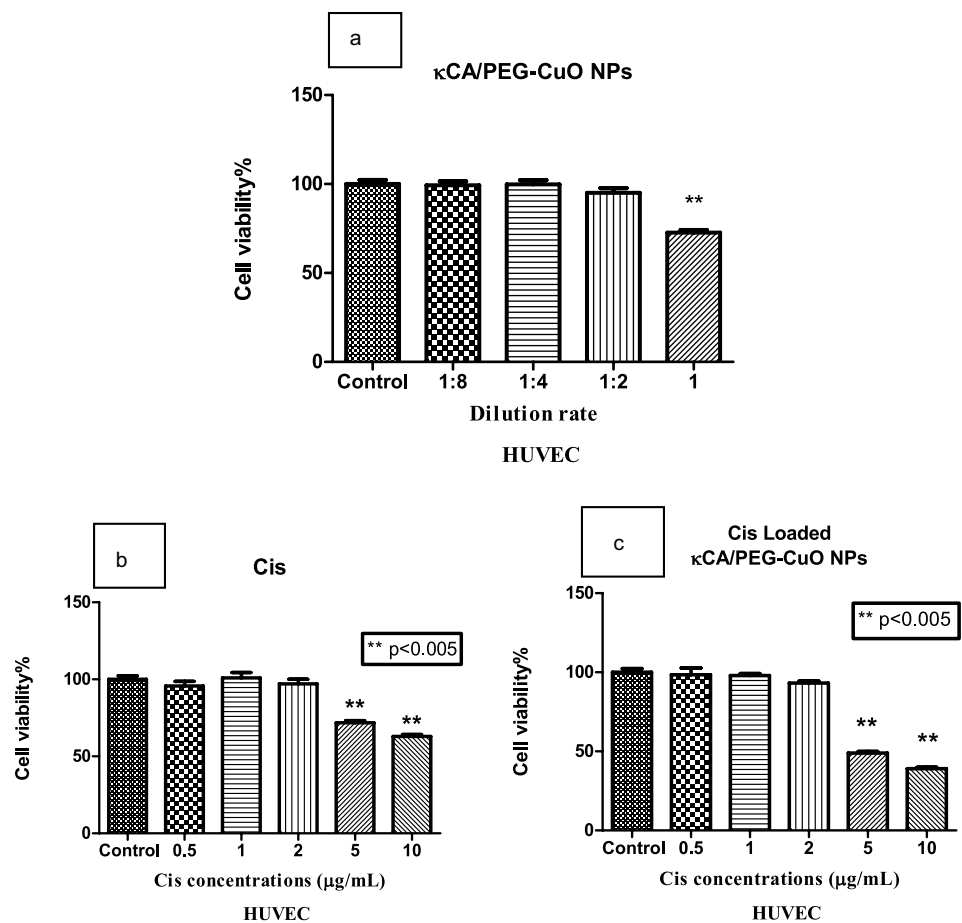 a
κCA/PEG-CuO NPs
150
100
50
0
Cell viability%
**
Control 1:8 1:4 1:2 1
Dilution rate
HUVEC
b
Cis
150
100
50
0
Cell viability%
** p<0.005
** **
Control 0.5 1 2 5 10
Cis concentrations (μg/mL)
HUVEC
c
Cis Loaded
κCA/PEG-CuO NPs
150
100
50
0
Cell viability%
** p<0.005
** **
Control 0.5 1 2 5 10
Cis concentrations (μg/mL)
HUVEC